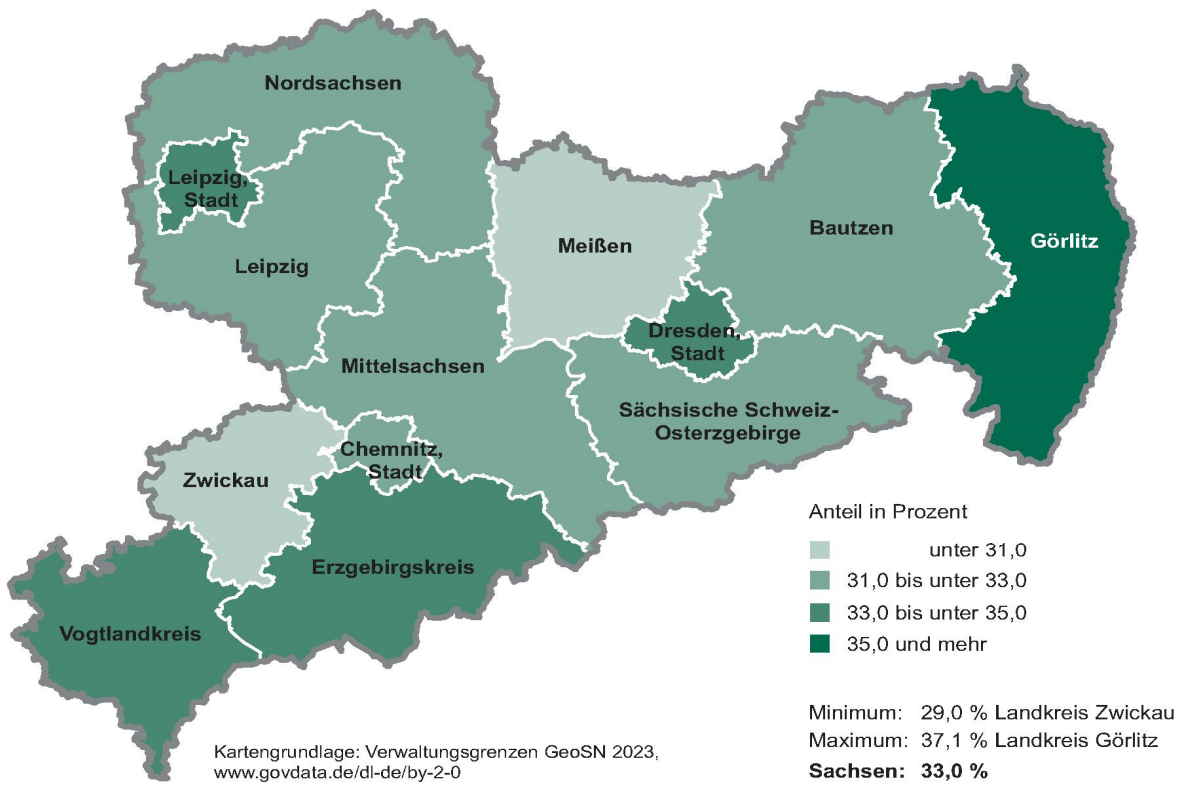 Nordsachsen
Leipzig,
Stadt
Leipzig
Meißen
Bautzen
Görlitz
Dresden,
Stadt
Mittelsachsen
Sächsische Schweiz-
Osterzgebirge
Chemnitz,
Stadt
Zwickau
Erzgebirgskreis
Vogtlandkreis
Anteil in Prozent
unter 31,0
31,0 bis unter 33,0
33,0 bis unter 35,0
35,0 und mehr
Minimum: 29,0 % Landkreis Zwickau
Maximum: 37,1 % Landkreis Görlitz
Sachsen: 33,0 %
Kartengrundlage: Verwaltungsgrenzen GeoSN 2023,
www.govdata.de/dl-de/by-2-0